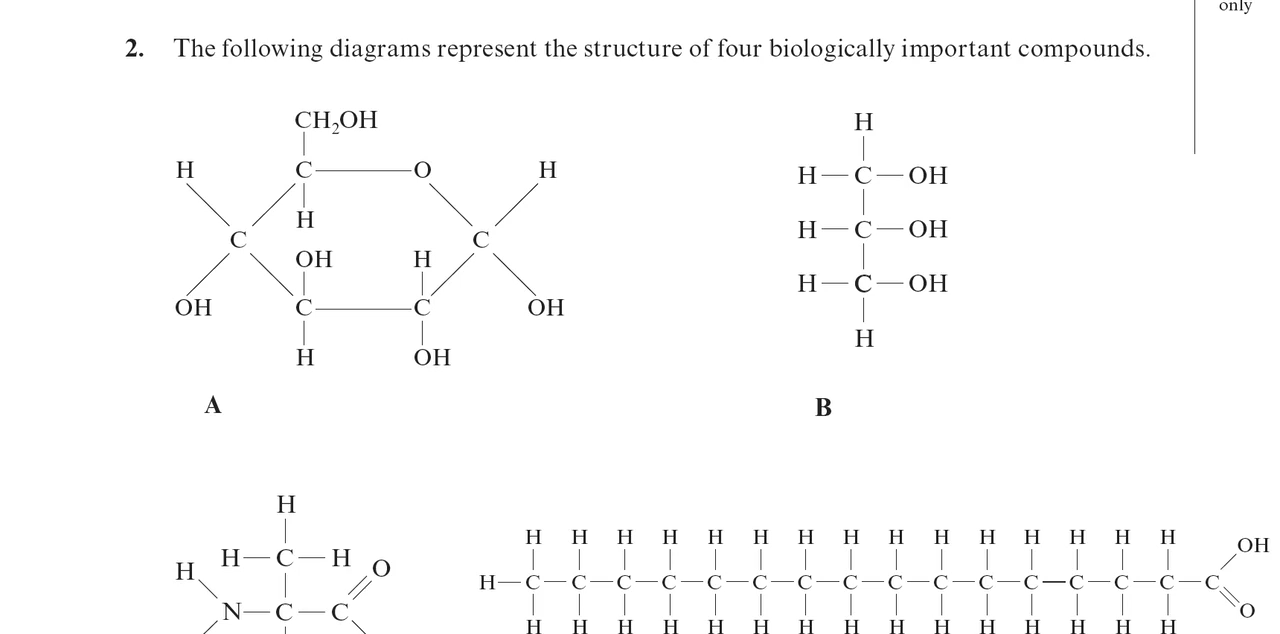 only
2. The following diagrams represent the structure of four biologically important compounds.
CH₂OH
H C O H
H
C C
OH H
OH C C OH
H OH
A
H
H C OH
H C OH
H C OH
H
B
H
H C H O
H
N C C
H H H H H H H H H H H H H H H OH
H C C C C C C C C C C C C C C C C
O
H H H H H H H H H H H H H H H